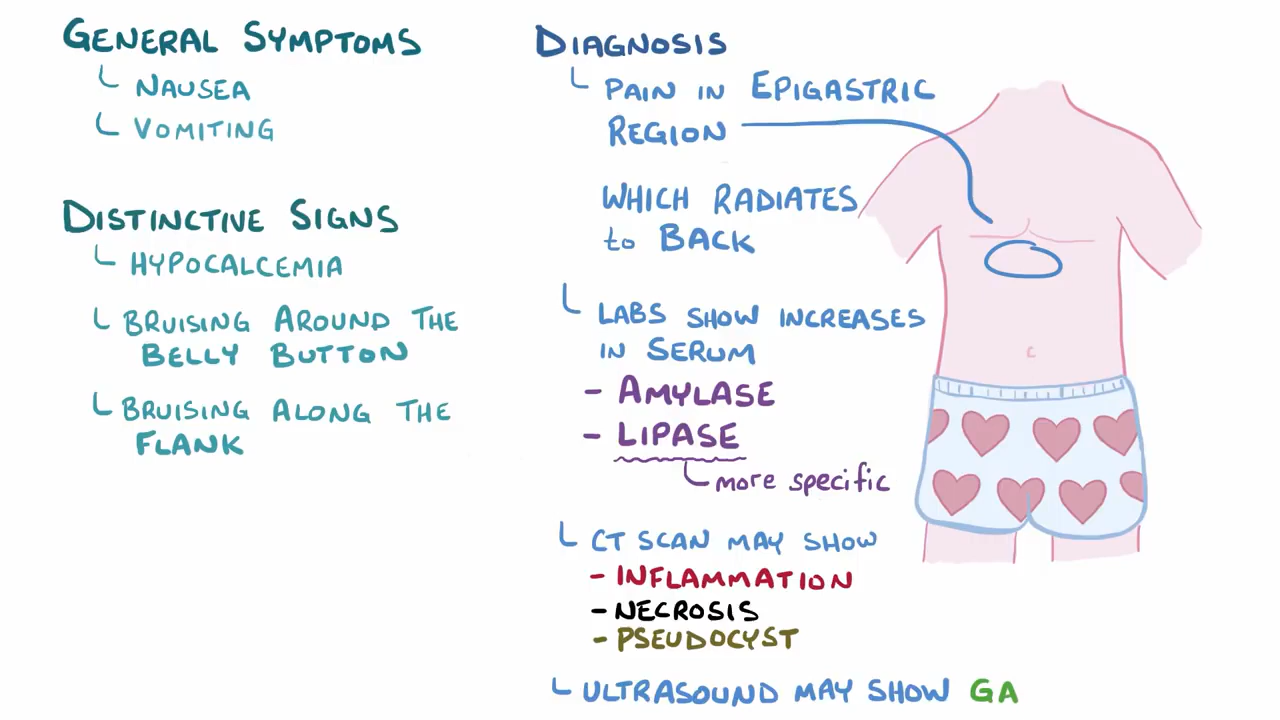 GENERAL SYMPTOMS
NAUSEA
VOMITING
DISTINCTIVE SIGNS
HYPOCALCEMIA
BRUISING AROUND THE
BELLY BUTTON
BRUISING ALONG THE
FLANK
DIAGNOSIS
PAIN IN EPIGASTRIC
REGION
WHICH RADIATES
to BACK
LABS SHOW INCREASES
IN SERUM
- AMYLASE
- LIPASE
more specific
CT SCAN MAY SHOW
- INFLAMMATION
- NECROSIS
- PSEUDOCYST
ULTRASOUND MAY SHOW GA